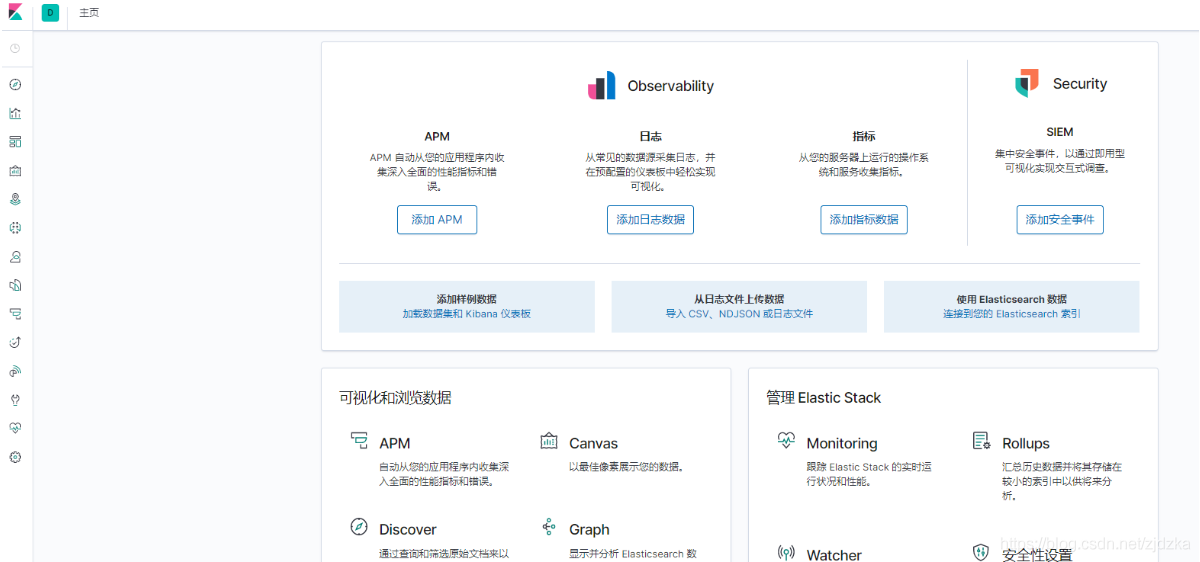 D 主页
Observability
Security
APM
APM 自动从您的应用程序内收
集深入全面的性能指标和错
误。
添加 APM
日志
从常见的数据源采集日志，并
在预配置的仪表板中轻松实现
可视化。
添加日志数据
指标
从您的服务器上运行的操作系
统和服务收集指标。
添加指标数据
SIEM
集中安全事件，以通过即用型
可视化实现交互式调查。
添加安全事件
添加样例数据
加载数据集和 Kibana 仪表板
从日志文件上传数据
导入 CSV、NDJSON 或日志文件
使用 Elasticsearch 数据
连接到您的 Elasticsearch 索引
可视化和浏览数据
APM
自动从您的应用程序内收集深
入全面的性能指标和错误。
Canvas
以最佳像素展示您的数据。
Discover
通过查询和筛选原始文档来以
Graph
显示并分析 Elasticsearch 数
管理 Elastic Stack
Monitoring
跟踪 Elastic Stack 的实时运
行状况和性能。
Rollups
汇总历史数据并将其存储在
较小的索引中以供将来分
析。
Watcher
安全性设置
https://blog.csdn.net/zjdzka